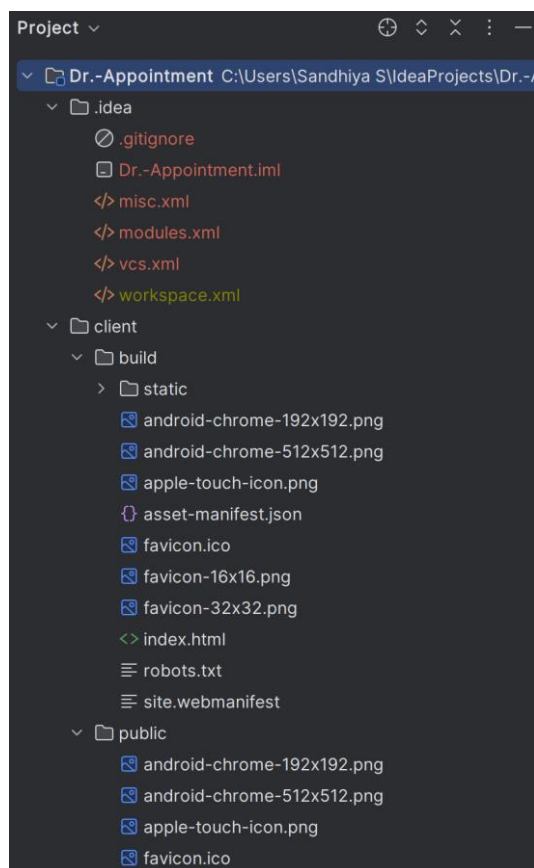 Project
Dr.-Appointment C:\Users\Sandhiya S\IdeaProjects\Dr.-A
.idea
.gitignore
Dr.-Appointment.iml
misc.xml
modules.xml
vcs.xml
workspace.xml
client
build
static
android-chrome-192x192.png
android-chrome-512x512.png
apple-touch-icon.png
asset-manifest.json
favicon.ico
favicon-16x16.png
favicon-32x32.png
index.html
robots.txt
site.webmanifest
public
android-chrome-192x192.png
android-chrome-512x512.png
apple-touch-icon.png
favicon.ico